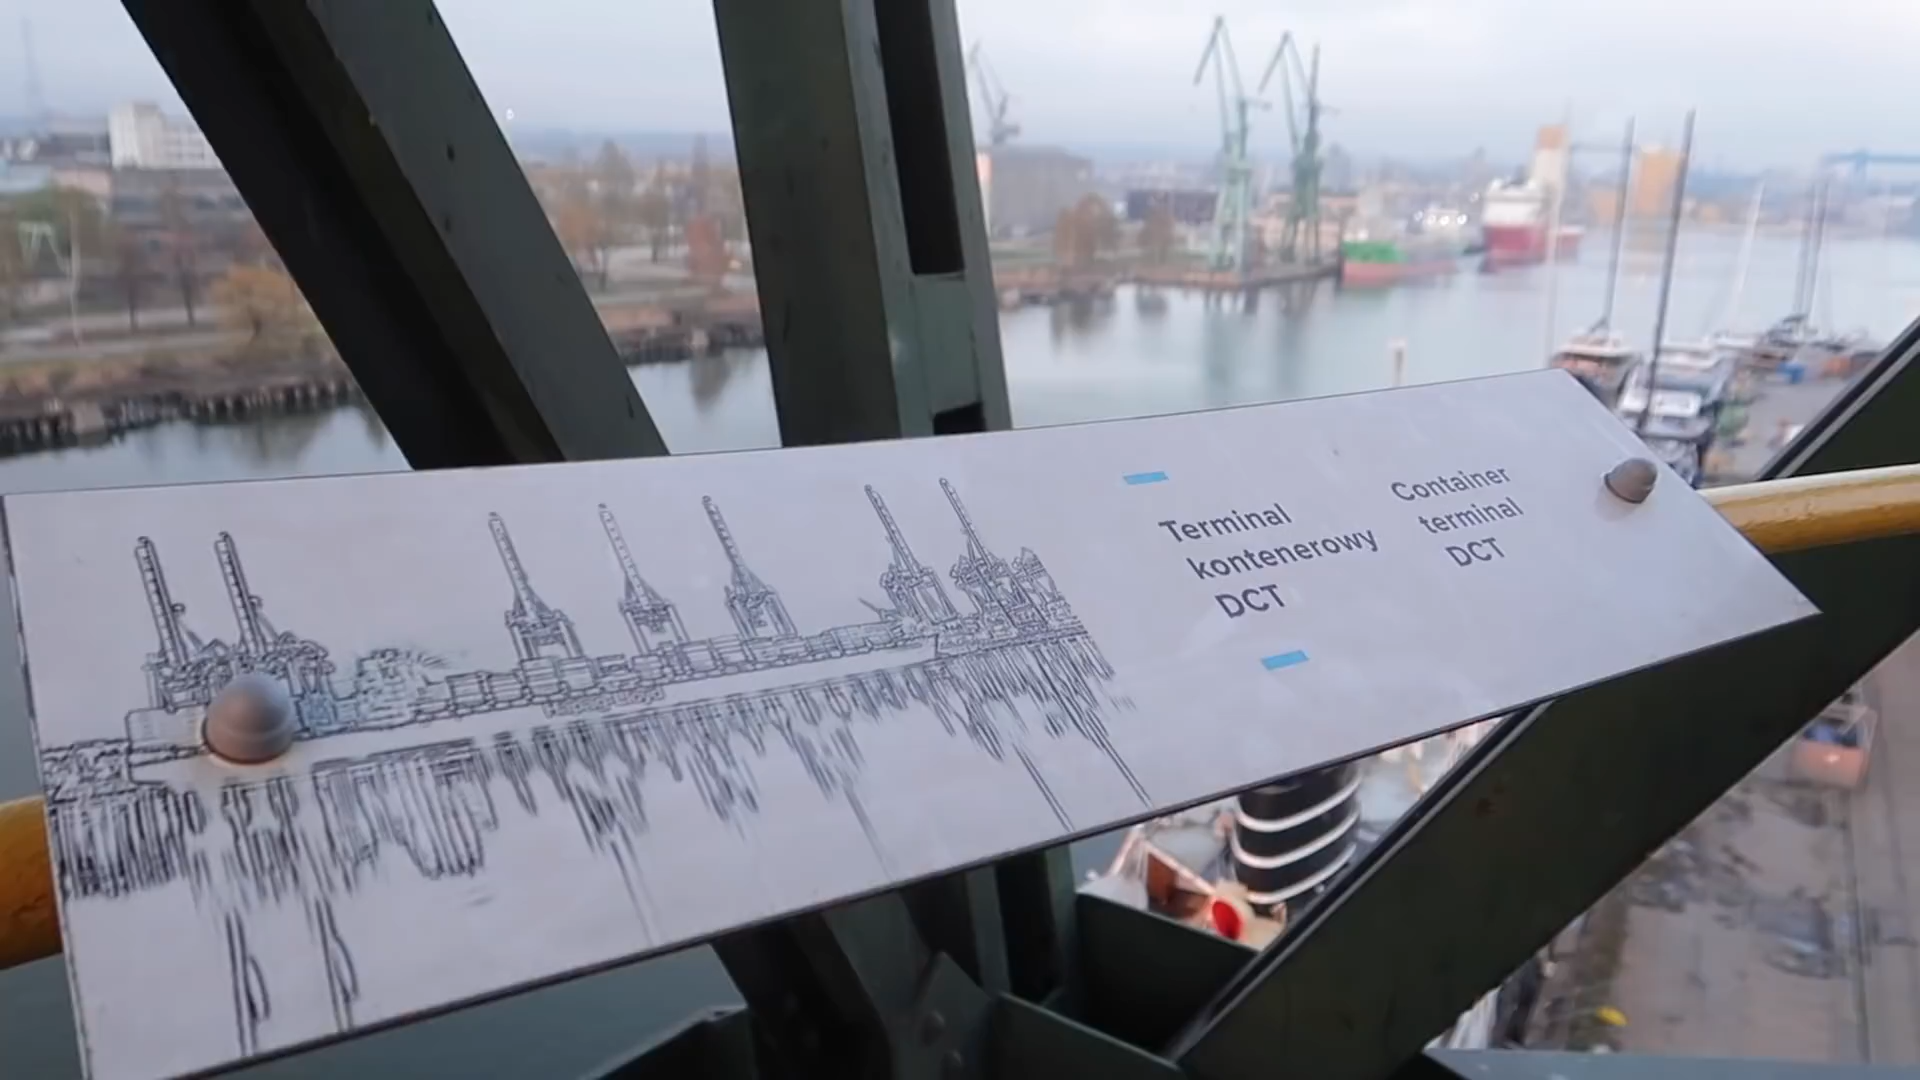 Terminal
kontenerowy
DCT
Container
terminal
DCT